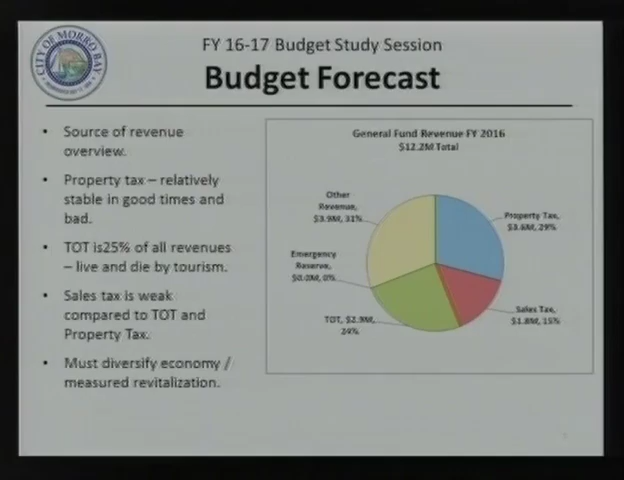 CITY OF MORRO BAY
FY 16-17 Budget Study Session
Budget Forecast
• Source of revenue
overview.
• Property tax – relatively
stable in good times and
bad.
• TOT is25% of all revenues
– live and die by tourism.
• Sales tax is weak
compared to TOT and
Property Tax.
• Must diversify economy /
measured revitalization.
General Fund Revenue FY 2016
$12.2M Total
Other
Revenue,
$3.9M, 31%
Property Tax,
$3.6M, 29%
Emergency
Reserve,
$0.0M, 0%
Sales Tax,
$1.8M, 15%
TOT, $2.9M,
24%